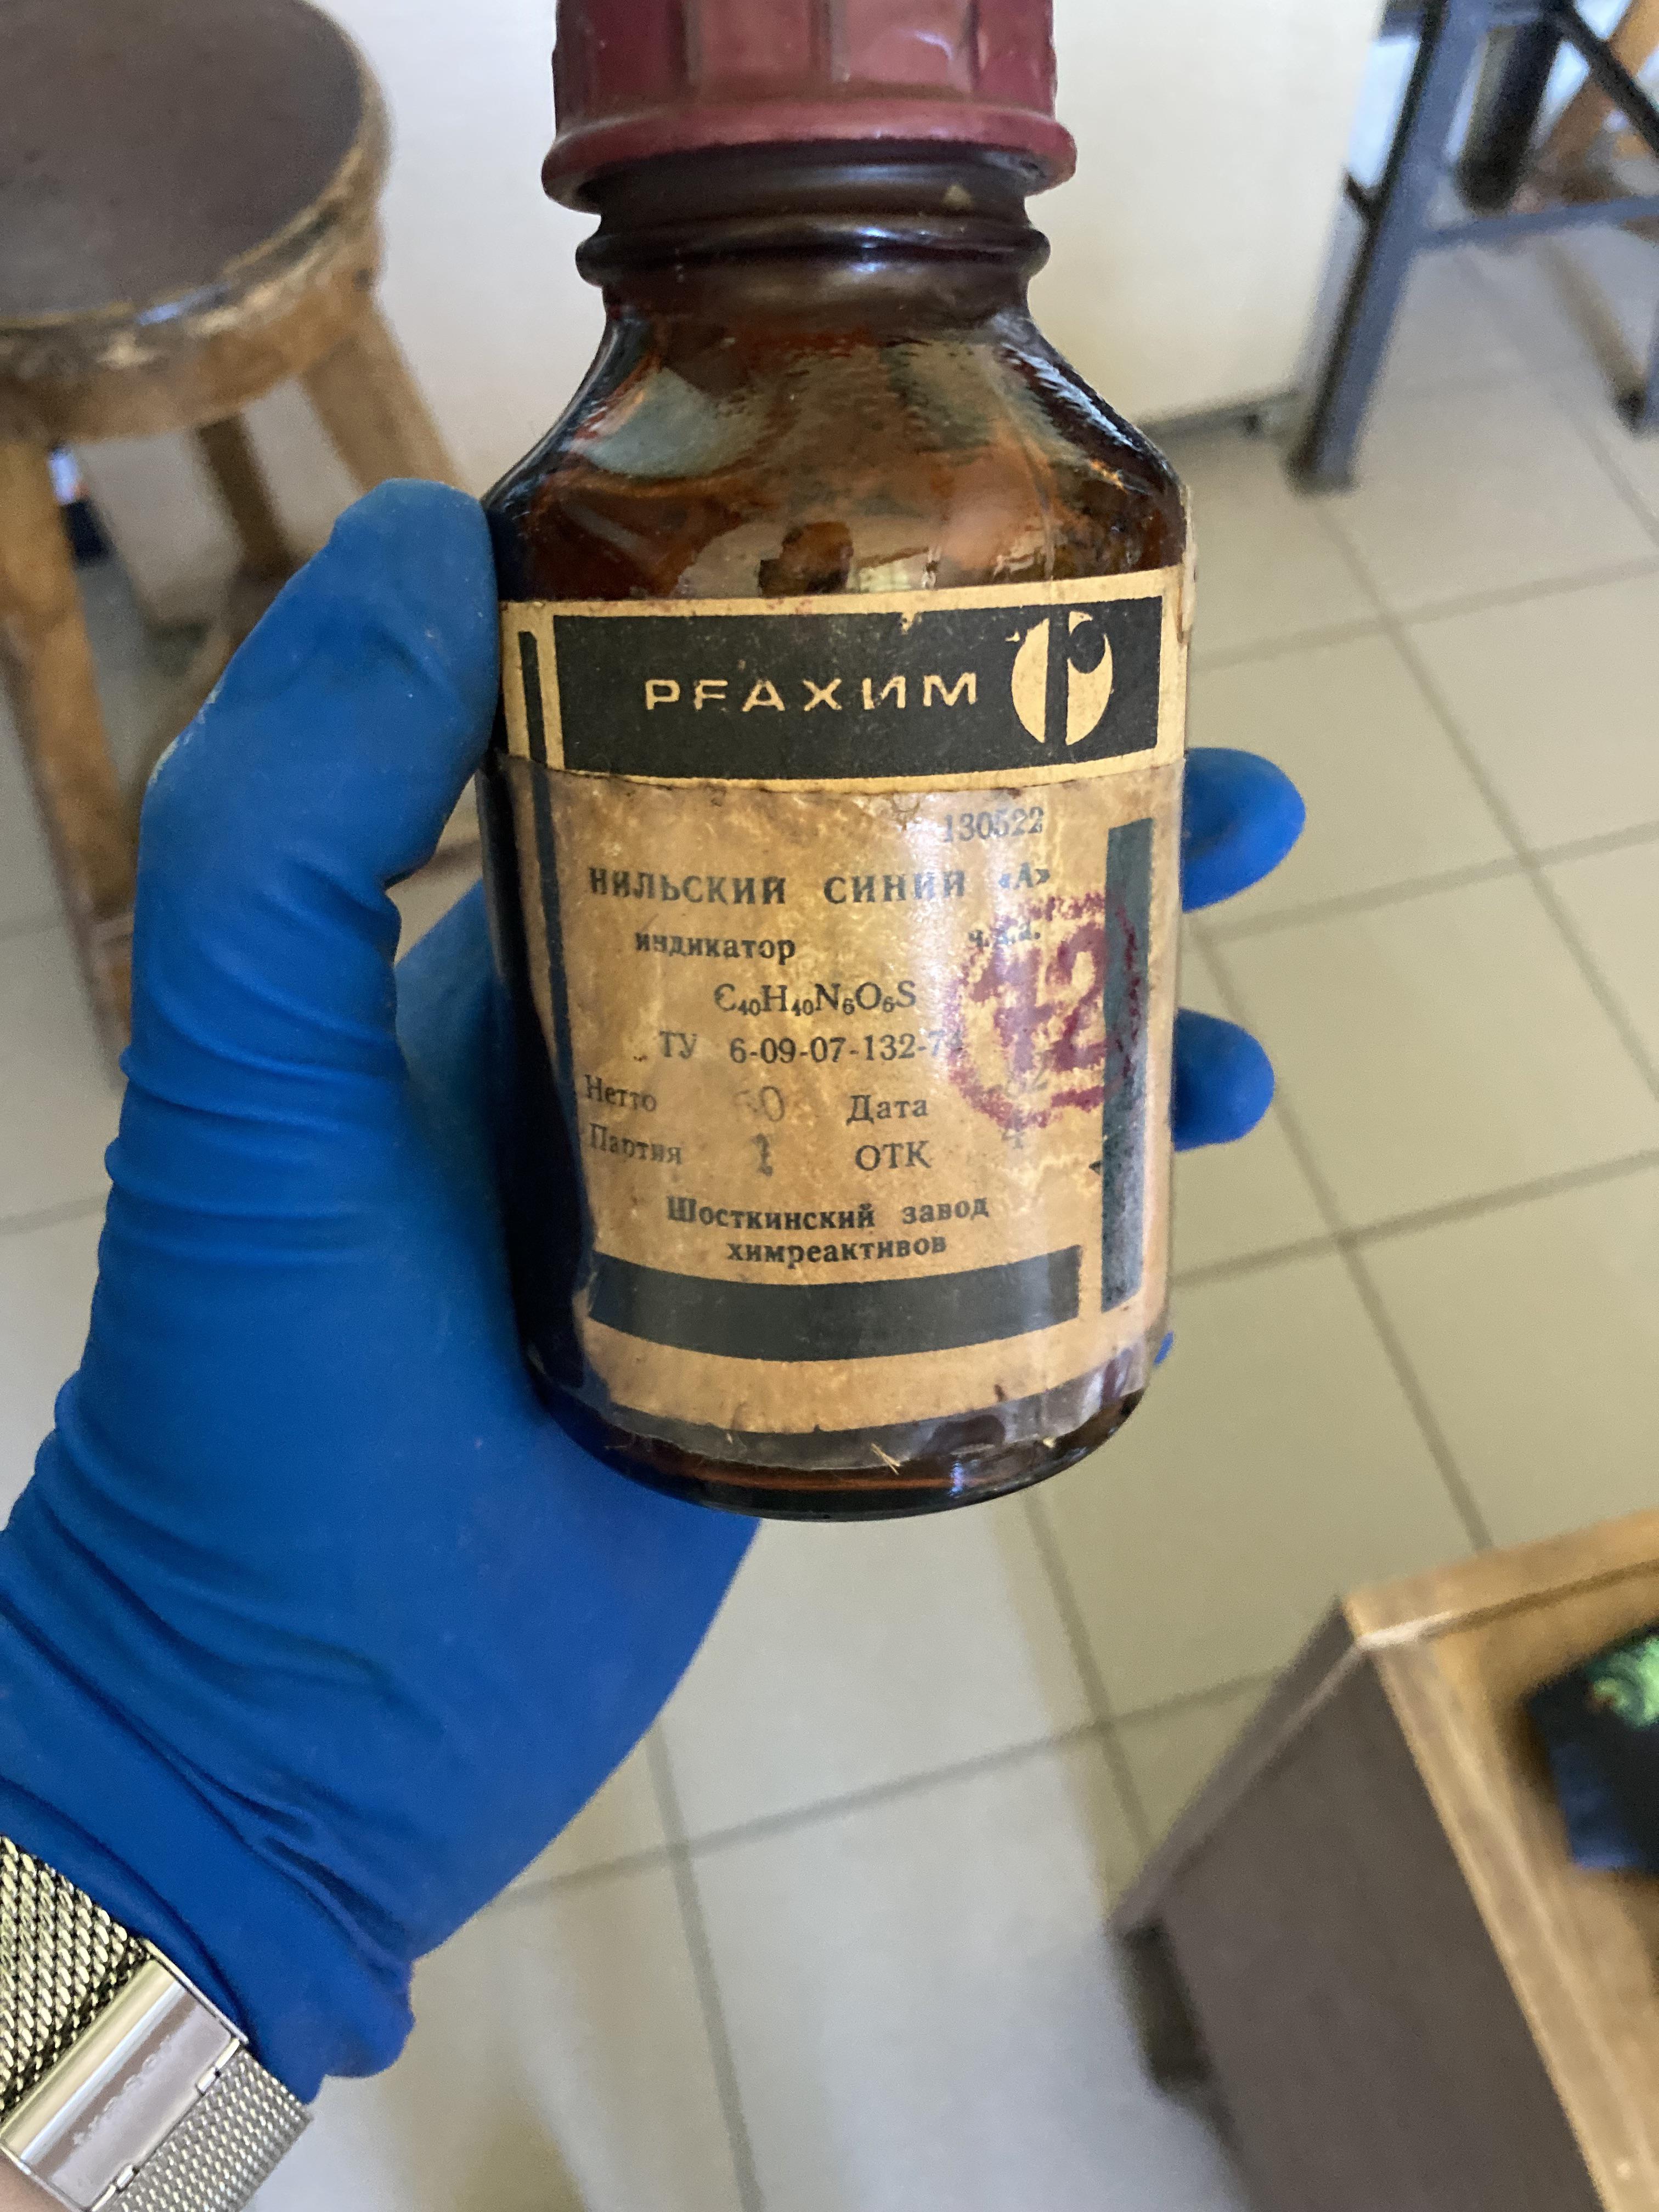 РЕАХИМ
130522
НИЛЬСКИЙ СИНИЙ «А»
индикатор ч.д.а.
C₄₀H₄₀N₆O₆S
ТУ 6-09-07-132-7
Нетто Дата
Партия 1 ОТК
Шосткинский завод
химреактивов